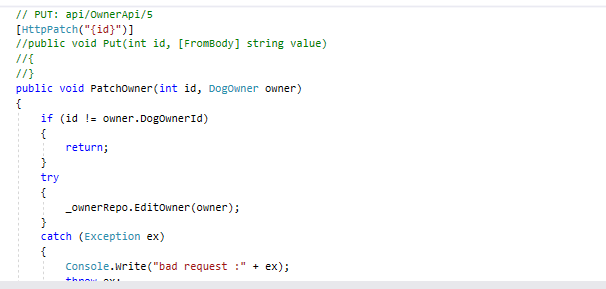 // PUT: api/OwnerApi/5
[HttpPatch("{id}")]
//public void Put(int id, [FromBody] string value)
//{
//}
public void PatchOwner(int id, DogOwner owner)
{
if (id != owner.DogOwnerId)
{
return;
}
try
{
_ownerRepo.EditOwner(owner);
}
catch (Exception ex)
{
Console.Write("bad request :" + ex);
throw ex;